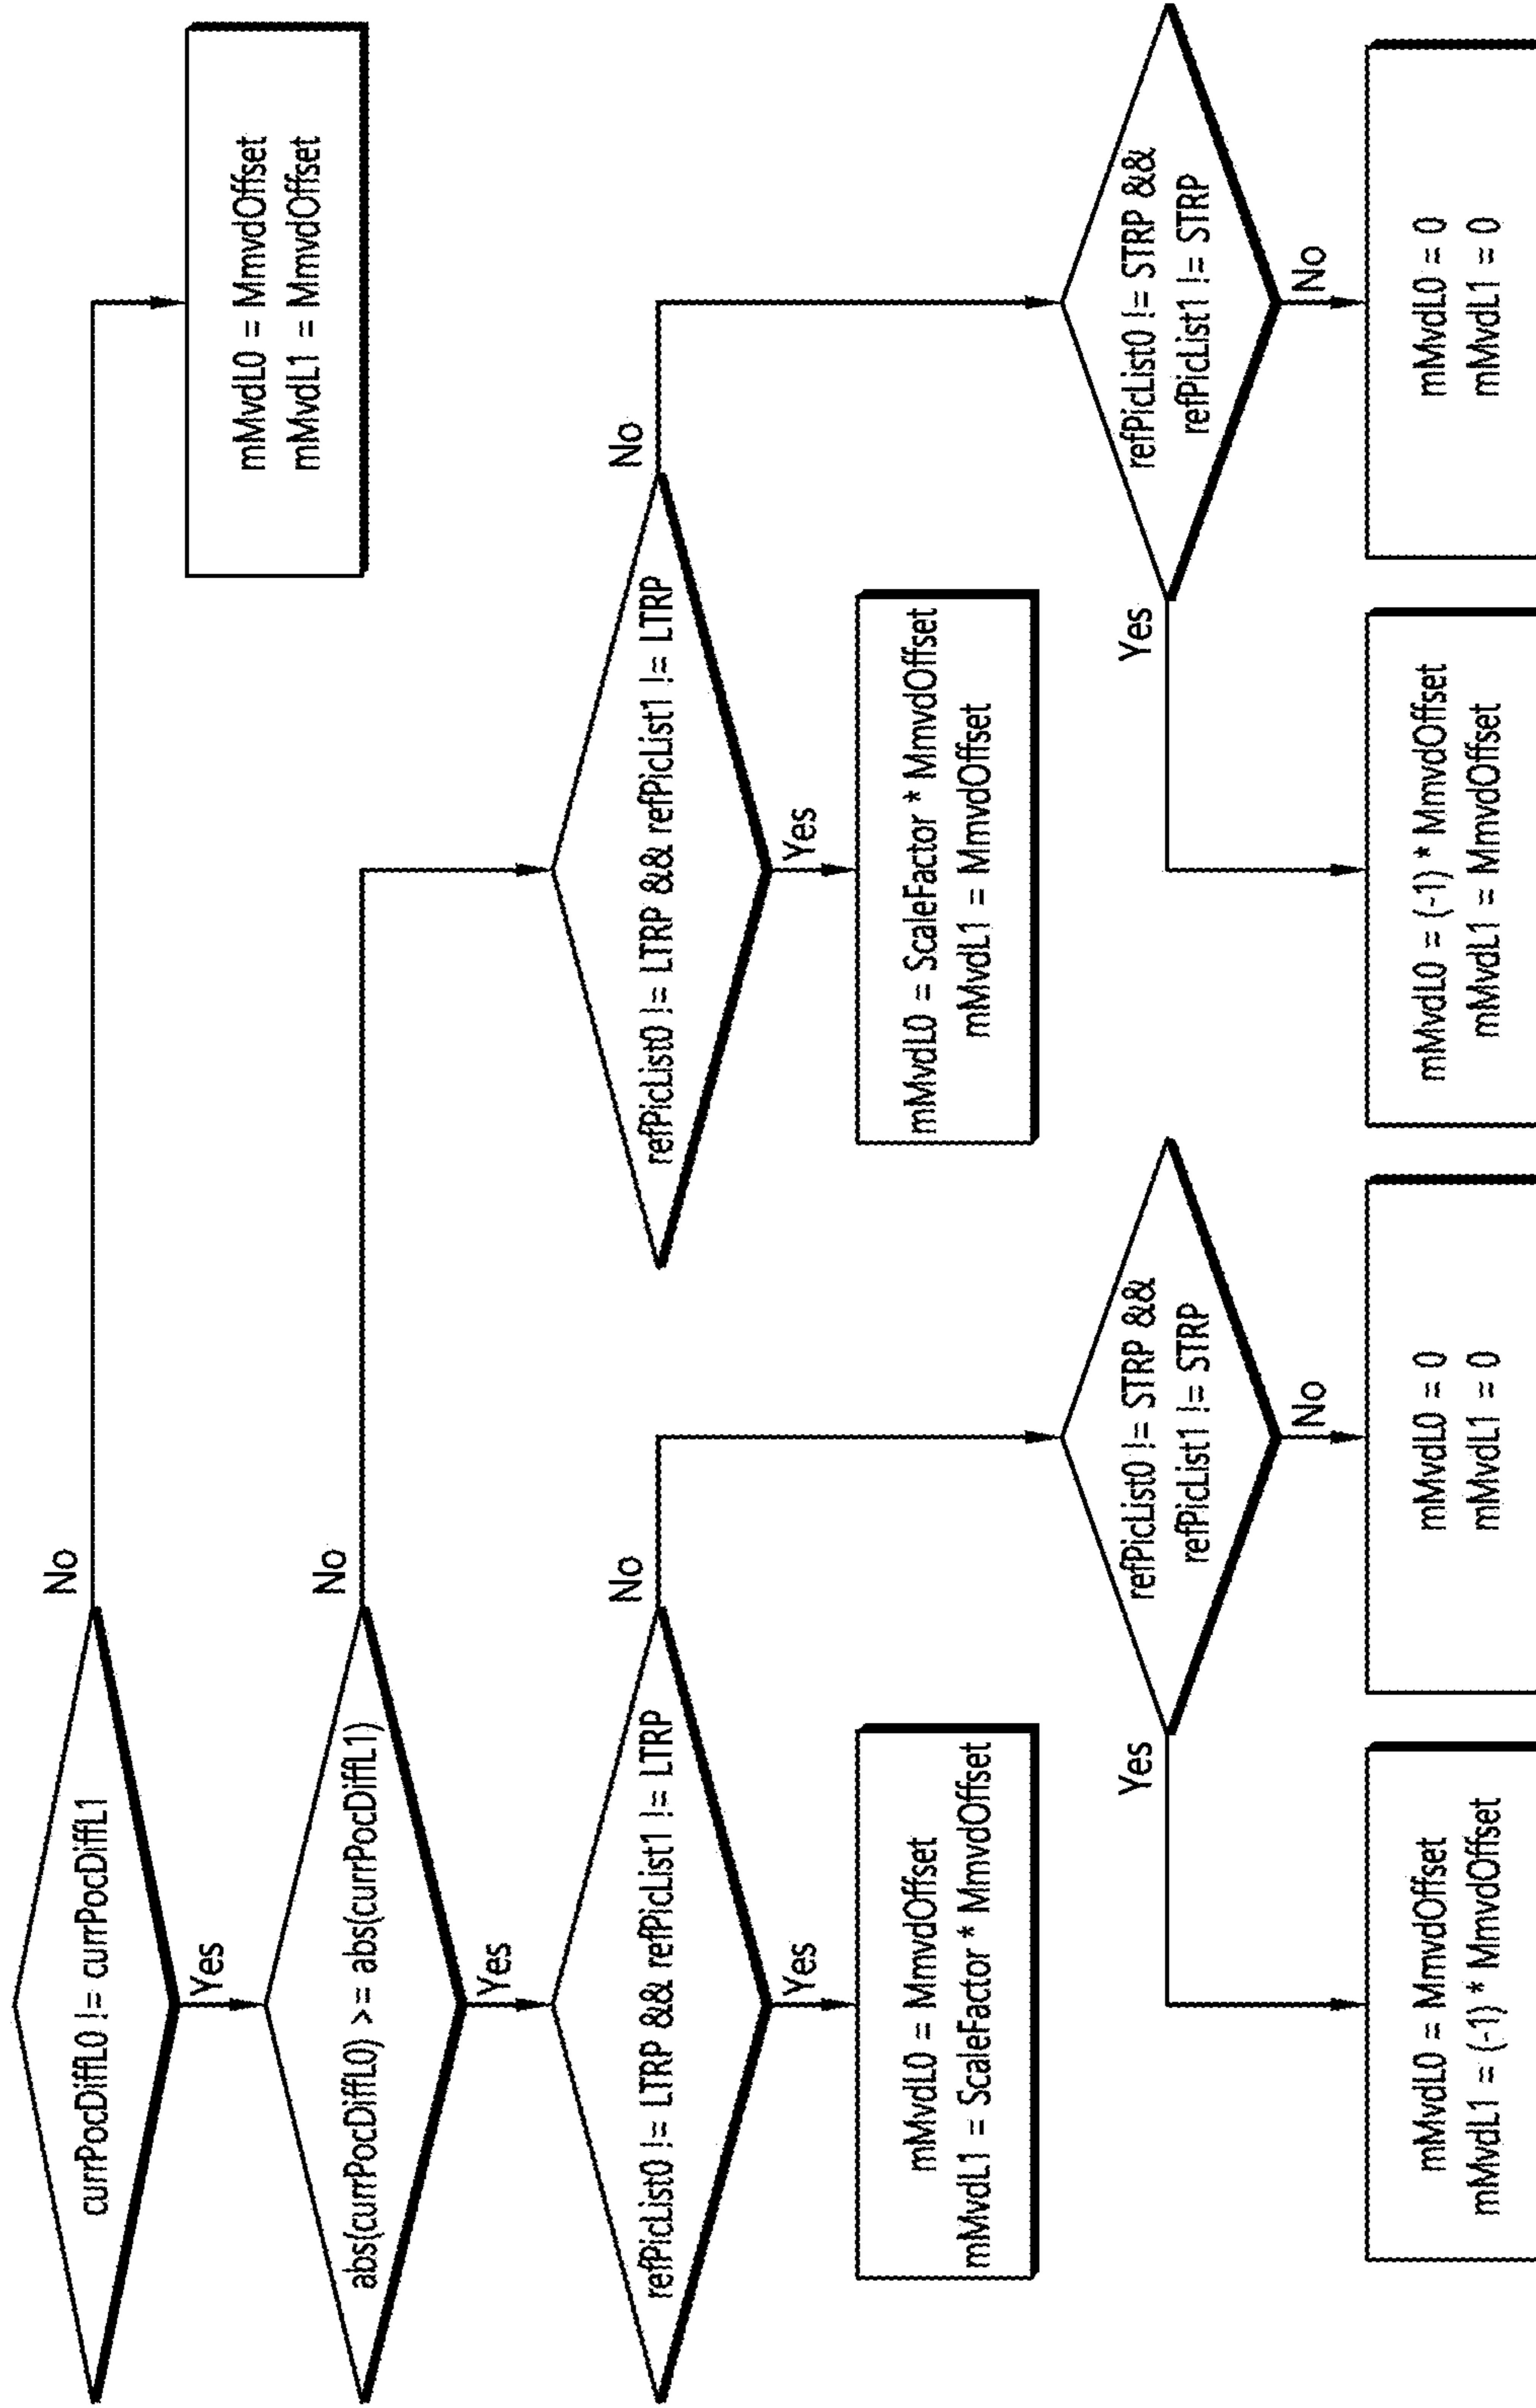 currPocDiffL0 != currPocDiffL1
No
Yes
mMvdL0 = MmvdOffset
mMvdL1 = MmvdOffset
abs(currPocDiffL0) >= abs(currPocDiffL1)
No
Yes
refPicList0 != LTRP && refPicList1 != LTRP
No
Yes
refPicList0 != LTRP && refPicList1 != LTRP
No
Yes
mMvdL0 = MmvdOffset
mMvdL1 = ScaleFactor * MmvdOffset
mMvdL0 = ScaleFactor * MmvdOffset
mMvdL1 = MmvdOffset
Yes
refPicList0 != STRP &&
refPicList1 != STRP
No
Yes
refPicList0 != STRP &&
refPicList1 != STRP
No
mMvdL0 = MmvdOffset
mMvdL1 = (-1) * MmvdOffset
mMvdL0 = 0
mMvdL1 = 0
mMvdL0 = (-1) * MmvdOffset
mMvdL1 = MmvdOffset
mMvdL0 = 0
mMvdL1 = 0